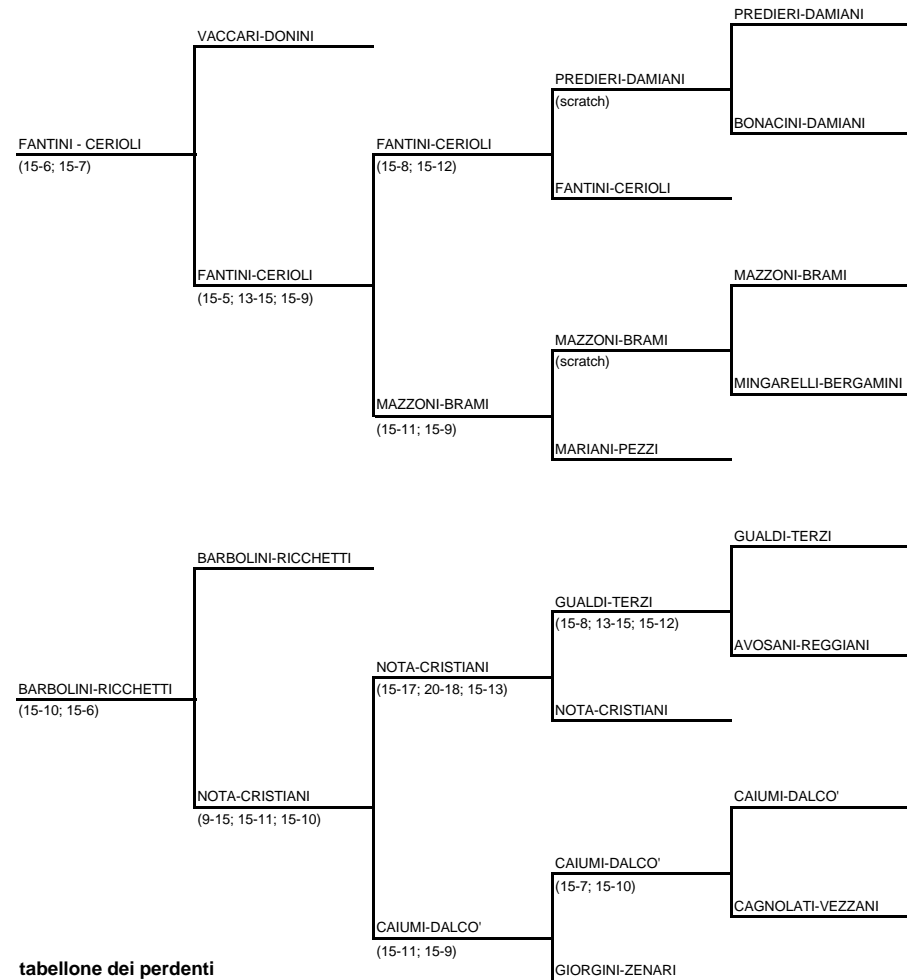 PREDIERI-DAMIANI
VACCARI-DONINI
PREDIERI-DAMIANI
(scratch)
BONACINI-DAMIANI
FANTINI - CERIOLI
(15-6; 15-7)
FANTINI-CERIOLI
(15-8; 15-12)
FANTINI-CERIOLI
FANTINI-CERIOLI
(15-5; 13-15; 15-9)
MAZZONI-BRAMI
MAZZONI-BRAMI
(scratch)
MINGARELLI-BERGAMINI
MAZZONI-BRAMI
(15-11; 15-9)
MARIANI-PEZZI
GUALDI-TERZI
BARBOLINI-RICCHETTI
GUALDI-TERZI
(15-8; 13-15; 15-12)
AVOSANI-REGGIANI
NOTA-CRISTIANI
(15-17; 20-18; 15-13)
BARBOLINI-RICCHETTI
(15-10; 15-6)
NOTA-CRISTIANI
NOTA-CRISTIANI
(9-15; 15-11; 15-10)
CAIUMI-DALCO'
CAIUMI-DALCO'
(15-7; 15-10)
CAGNOLATI-VEZZANI
CAIUMI-DALCO'
(15-11; 15-9)
tabellone dei perdenti
GIORGINI-ZENARI